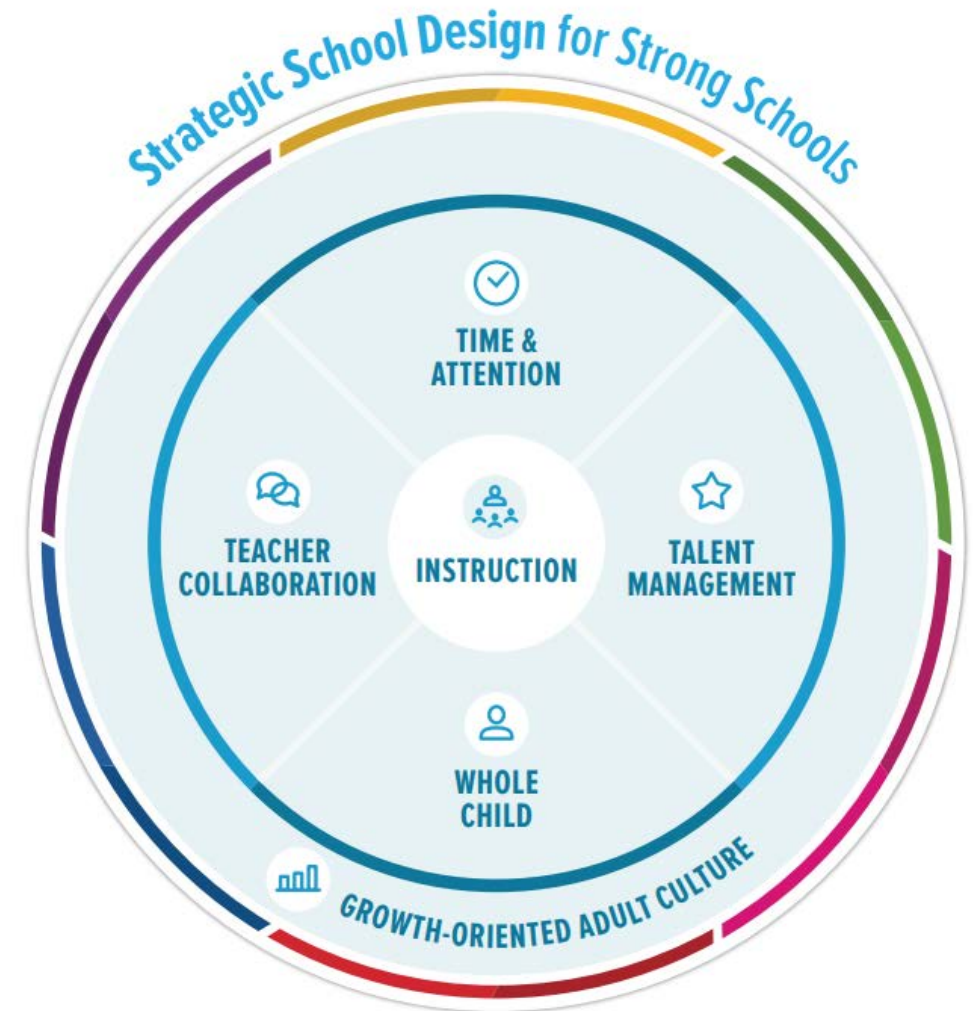 Strategic School Design for Strong Schools
TIME &
ATTENTION
TEACHER
COLLABORATION
INSTRUCTION
TALENT
MANAGEMENT
WHOLE
CHILD
GROWTH-ORIENTED ADULT CULTURE